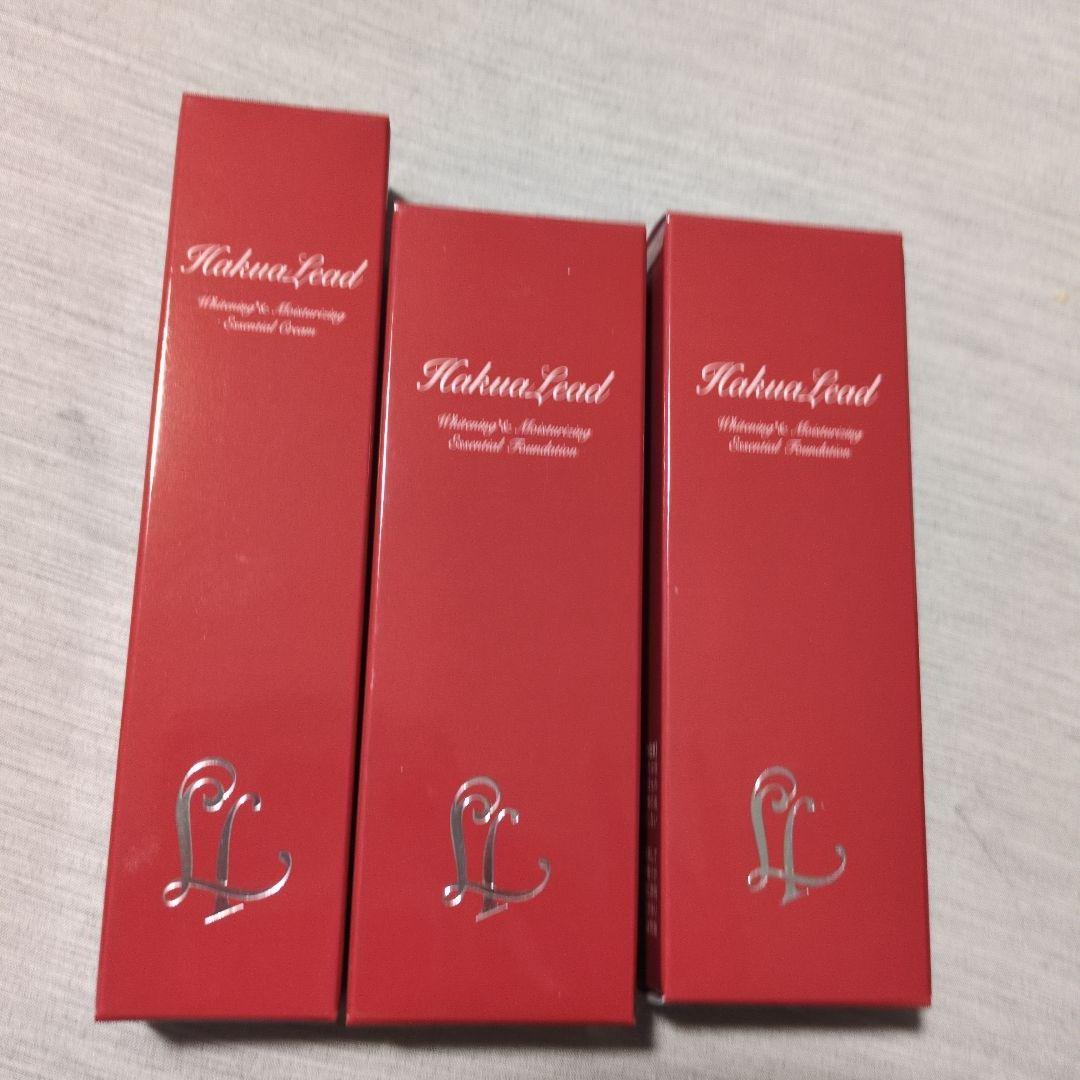 HakuaLead
Whitening & Moisturizing
Essential Cream
HakuaLead
Whitening & Moisturizing
Essential Foundation
HakuaLead
Whitening & Moisturizing
Essential Foundation